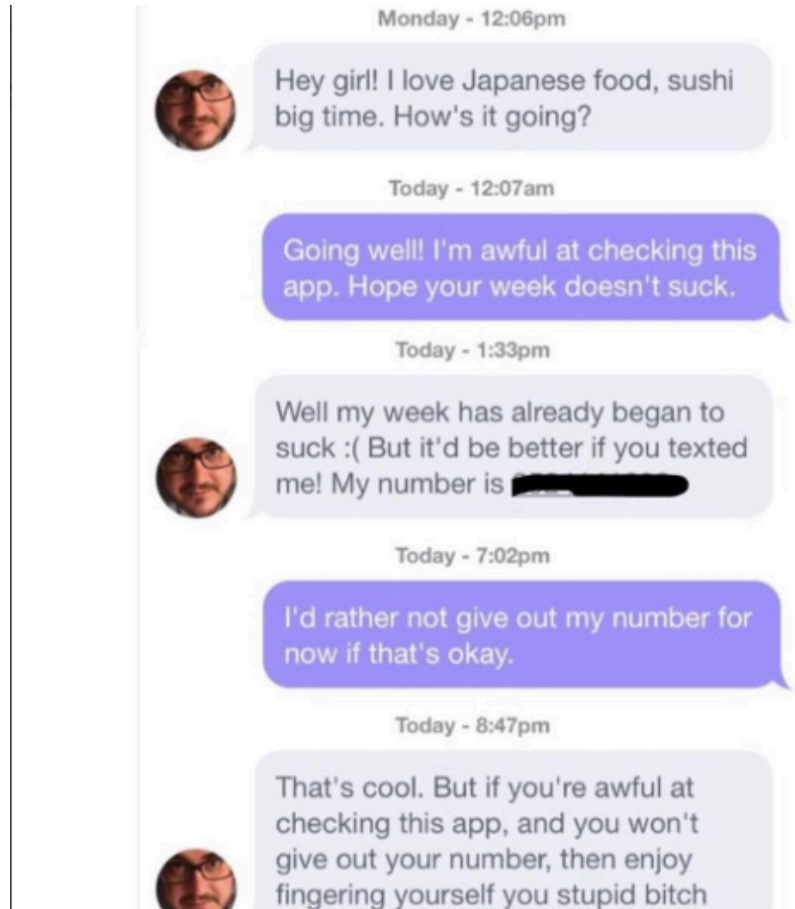 Monday - 12:06pm
Hey girl! I love Japanese food, sushi
big time. How's it going?
Today - 12:07am
Going well! I'm awful at checking this
app. Hope your week doesn't suck.
Today - 1:33pm
Well my week has already began to
suck :( But it'd be better if you texted
me! My number is
Today - 7:02pm
I'd rather not give out my number for
now if that's okay.
Today - 8:47pm
That's cool. But if you're awful at
checking this app, and you won't
give out your number, then enjoy
fingering yourself you stupid bitch